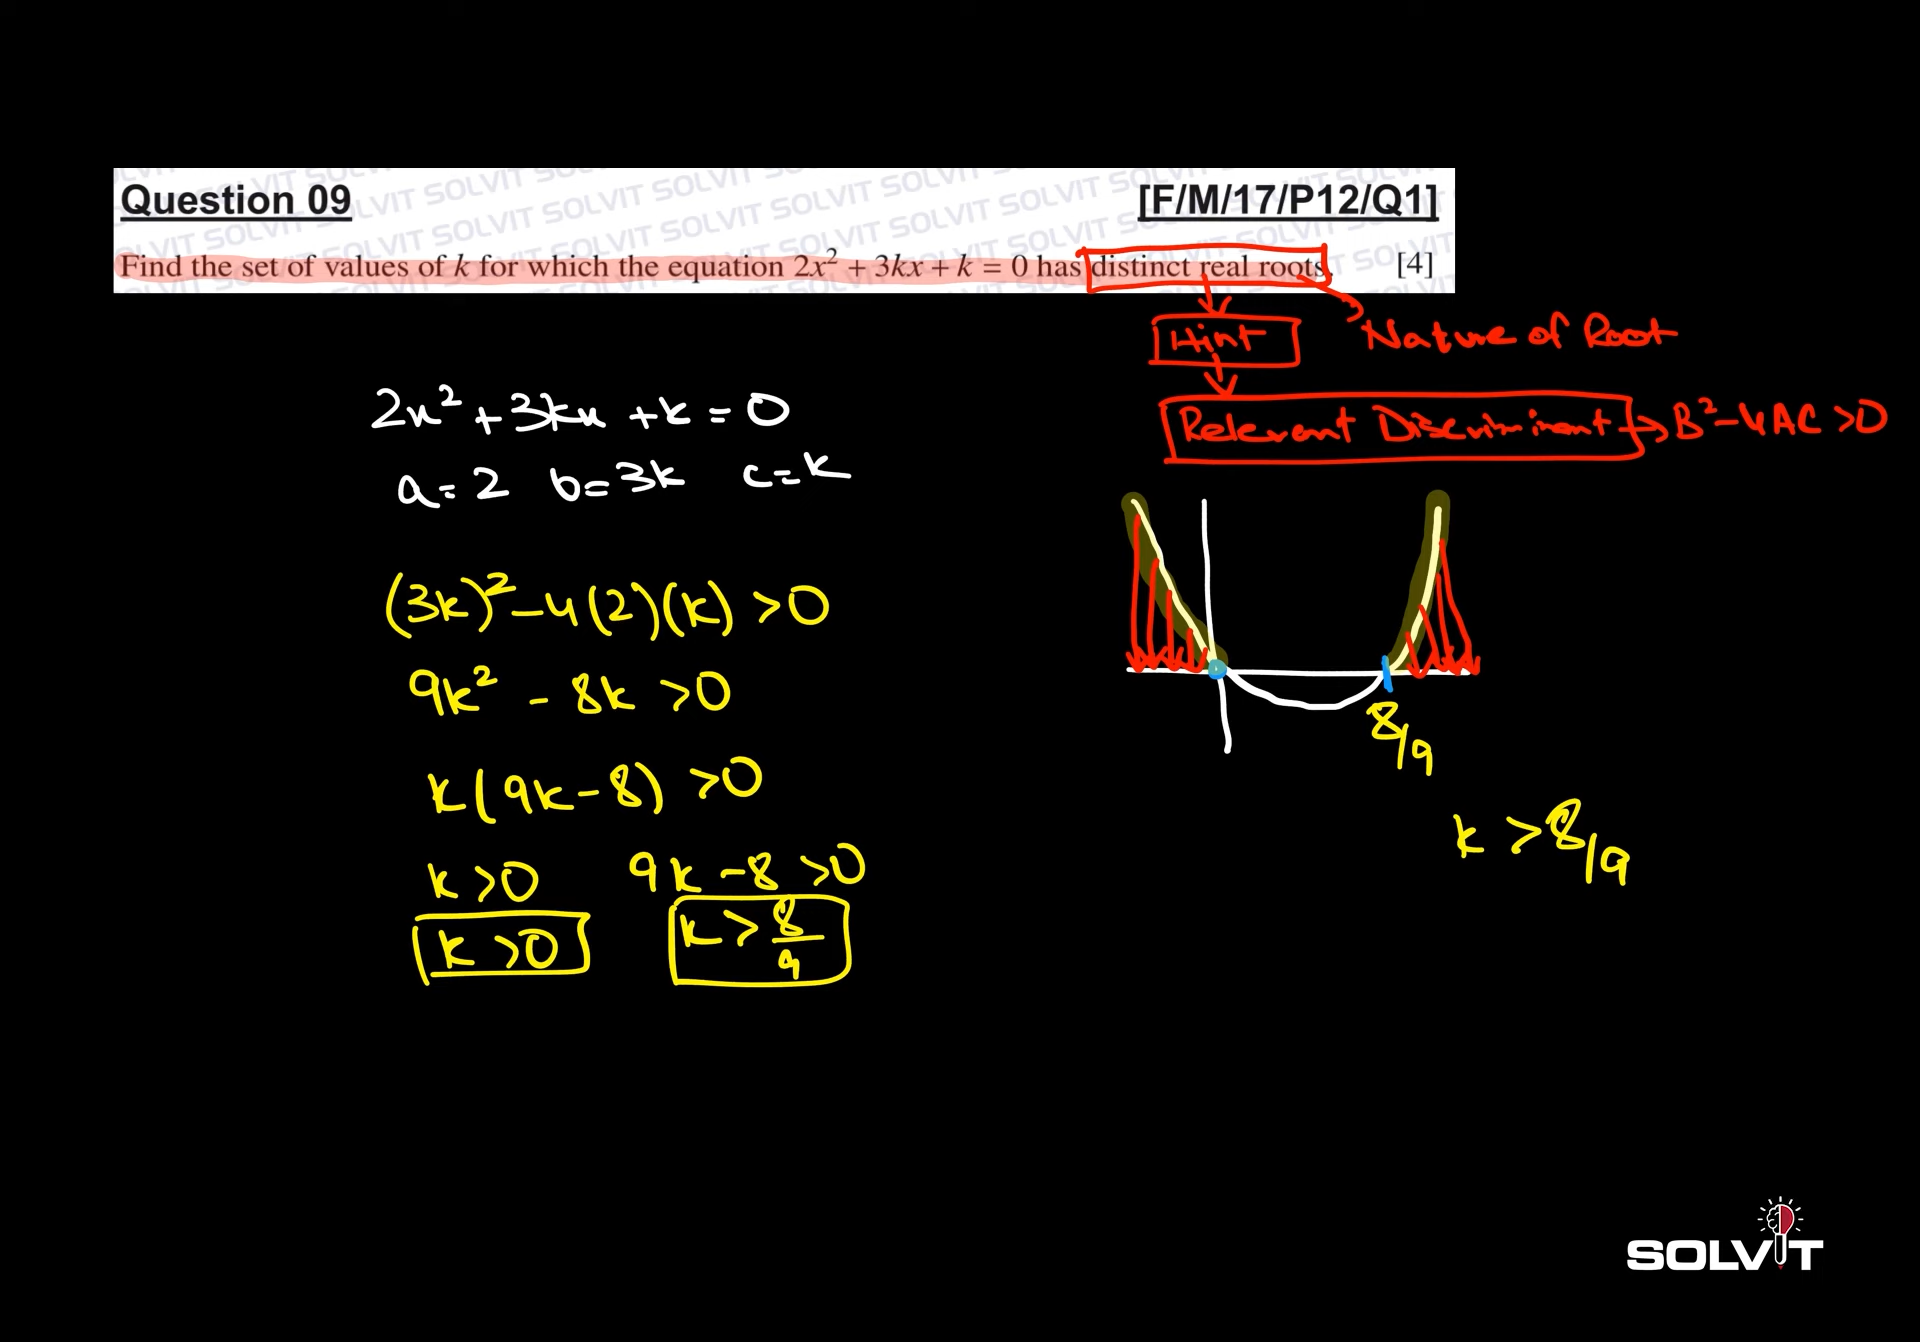 Question 09 [F/M/17/P12/Q1]
Find the set of values of k for which the equation 2x² + 3kx + k = 0 has distinct real roots. [4]
Hint
Nature of Root
Relevent Discriminent → B²-4AC >0
2x² + 3kx + k = 0
a = 2 b = 3k c = k
(3k)² - 4(2)(k) > 0
9k² - 8k > 0
k(9k - 8) > 0
k > 0 9k - 8 > 0
k > 0 k > 8/9
8/9
k > 8/9
SOLVIT